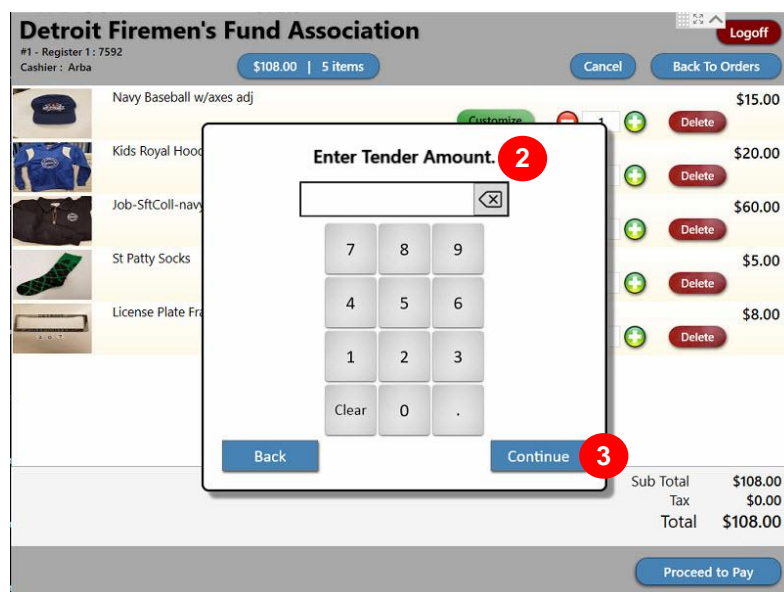 Detroit Firemen's Fund Association
Logoff
#1 - Register 1 : 7592
Cashier : Arba
$108.00 | 5 items
Cancel
Back To Orders
Navy Baseball w/axes adj
$15.00
Customize
1
Delete
Kids Royal Hood
$20.00
Delete
Job-SftColl-navy
$60.00
Delete
St Patty Socks
$5.00
Delete
License Plate Fra
$8.00
Delete
Enter Tender Amount. 2
7 8 9
4 5 6
1 2 3
Clear 0 .
Back
Continue 3
Sub Total $108.00
Tax $0.00
Total $108.00
Proceed to Pay